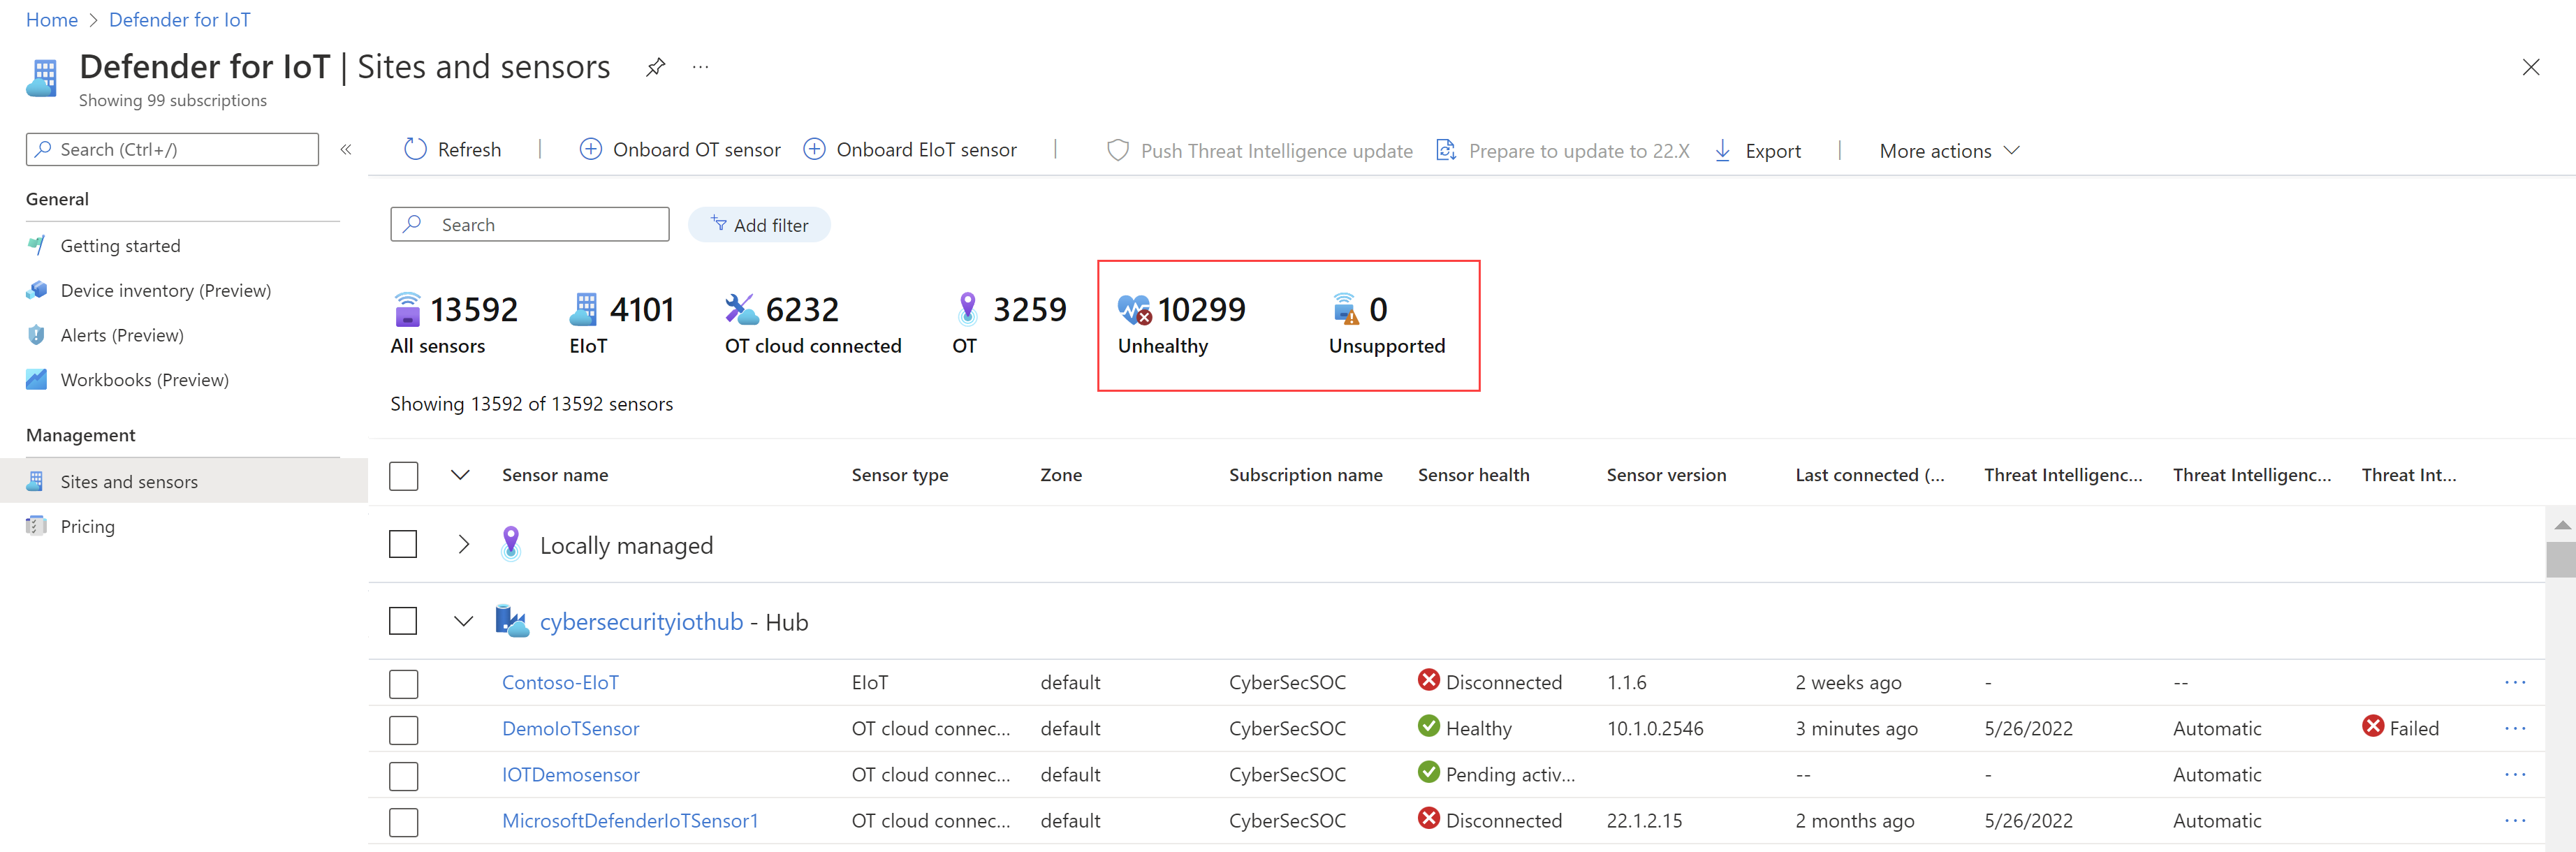 Home > Defender for IoT
Defender for IoT | Sites and sensors ...
Showing 99 subscriptions
Search (Ctrl+/) «
Refresh | Onboard OT sensor Onboard EIoT sensor | Push Threat Intelligence update Prepare to update to 22.X Export | More actions
General
Getting started
Device inventory (Preview)
Alerts (Preview)
Workbooks (Preview)
Management
Sites and sensors
Pricing
Search Add filter
13592 4101 6232 3259 10299 0
All sensors EIoT OT cloud connected OT Unhealthy Unsupported
Showing 13592 of 13592 sensors
Sensor name Sensor type Zone Subscription name Sensor health Sensor version Last connected (... Threat Intelligenc... Threat Intelligenc... Threat Int...
Locally managed
cybersecurityiothub - Hub
Contoso-EIoT EIoT default CyberSecSOC Disconnected 1.1.6 2 weeks ago - -- ...
DemoIoTSensor OT cloud connec... default CyberSecSOC Healthy 10.1.0.2546 3 minutes ago 5/26/2022 Automatic Failed ...
IOTDemosensor OT cloud connec... default CyberSecSOC Pending activ... -- - Automatic ...
MicrosoftDefenderIoTSensor1 OT cloud connec... default CyberSecSOC Disconnected 22.1.2.15 2 months ago 5/26/2022 Automatic ...